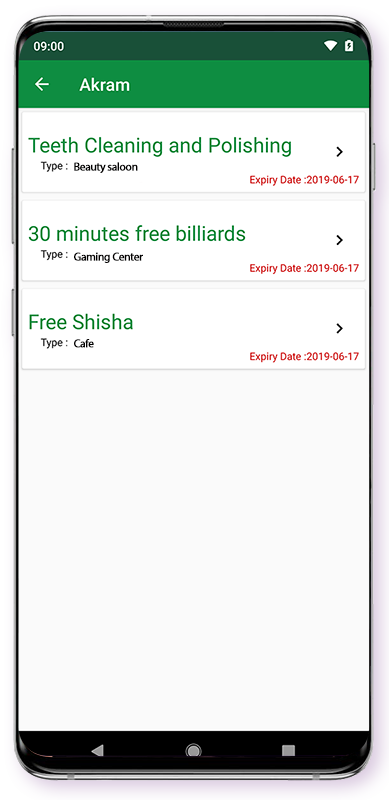 09:00
Akram
Teeth Cleaning and Polishing
Type : Beauty saloon
Expiry Date :2019-06-17
30 minutes free billiards
Type : Gaming Center
Expiry Date :2019-06-17
Free Shisha
Type : Cafe
Expiry Date :2019-06-17